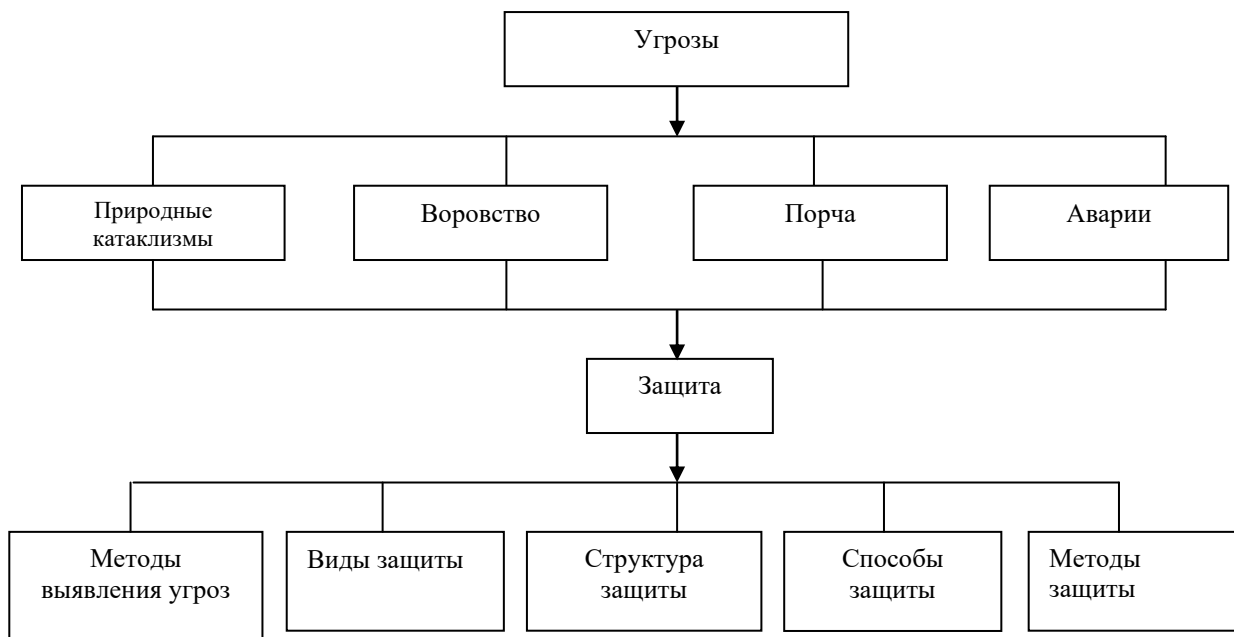 Угрозы
Природные
катаклизмы
Воровство
Порча
Аварии
Защита
Методы
выявления угроз
Виды защиты
Структура
защиты
Способы
защиты
Методы
защиты